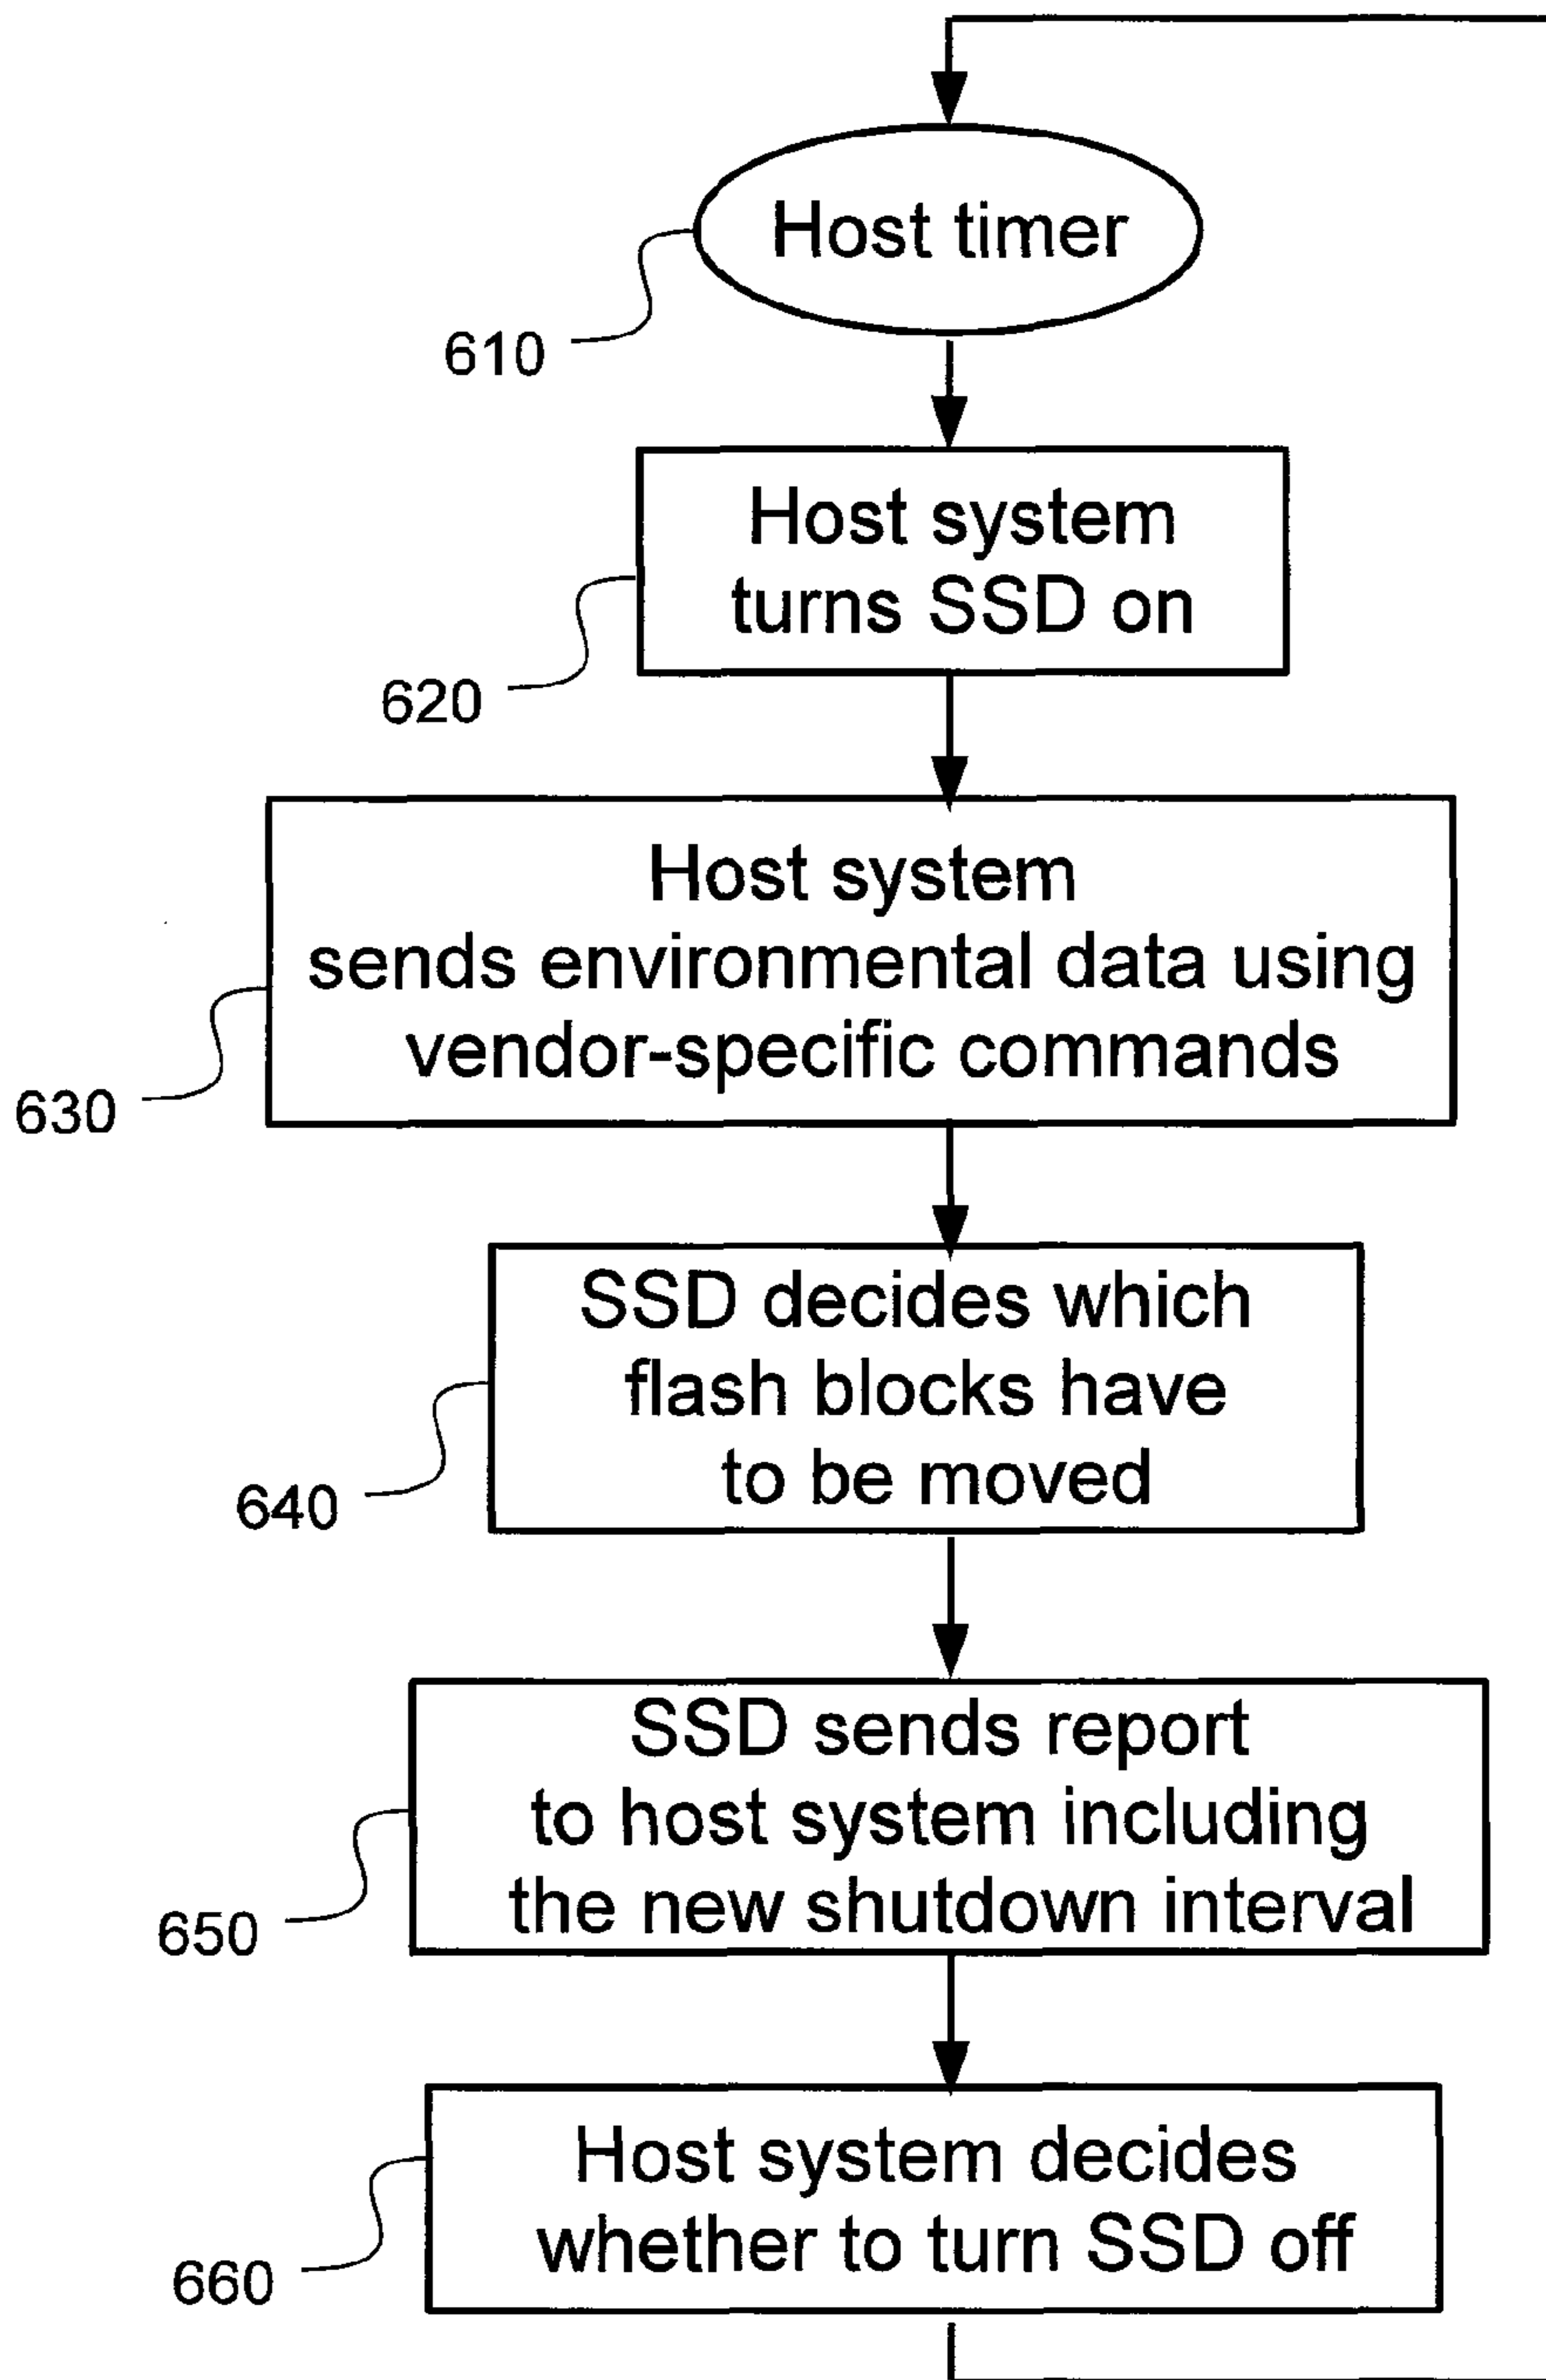 Host timer
610
Host system
turns SSD on
620
Host system
sends environmental data using
vendor-specific commands
630
SSD decides which
flash blocks have
to be moved
640
SSD sends report
to host system including
the new shutdown interval
650
Host system decides
whether to turn SSD off
660